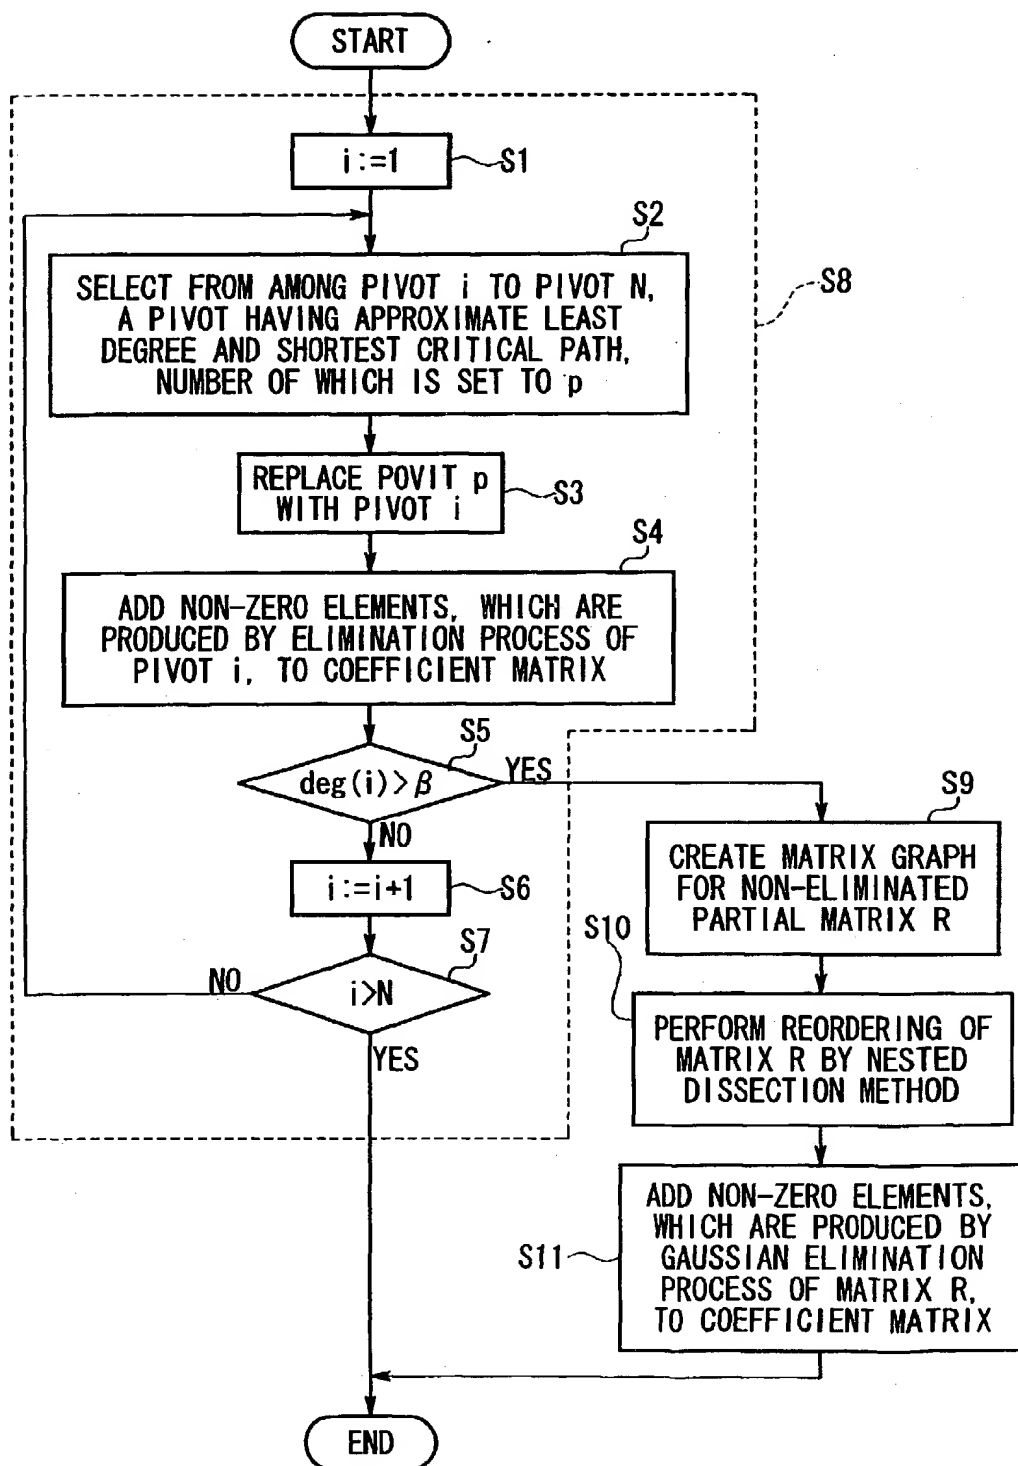 START
i:=1
S1
S2
SELECT FROM AMONG PIVOT i TO PIVOT N,
A PIVOT HAVING APPROXIMATE LEAST
DEGREE AND SHORTEST CRITICAL PATH,
NUMBER OF WHICH IS SET TO p
S8
REPLACE POVIT p
WITH PIVOT i
S3
S4
ADD NON-ZERO ELEMENTS, WHICH ARE
PRODUCED BY ELIMINATION PROCESS OF
PIVOT i, TO COEFFICIENT MATRIX
S5
deg(i)>β
YES
NO
S9
CREATE MATRIX GRAPH
FOR NON-ELIMINATED
PARTIAL MATRIX R
i:=i+1
S6
S7
i>N
NO
YES
S10
PERFORM REORDERING OF
MATRIX R BY NESTED
DISSECTION METHOD
S11
ADD NON-ZERO ELEMENTS,
WHICH ARE PRODUCED BY
GAUSSIAN ELIMINATION
PROCESS OF MATRIX R,
TO COEFFICIENT MATRIX
END